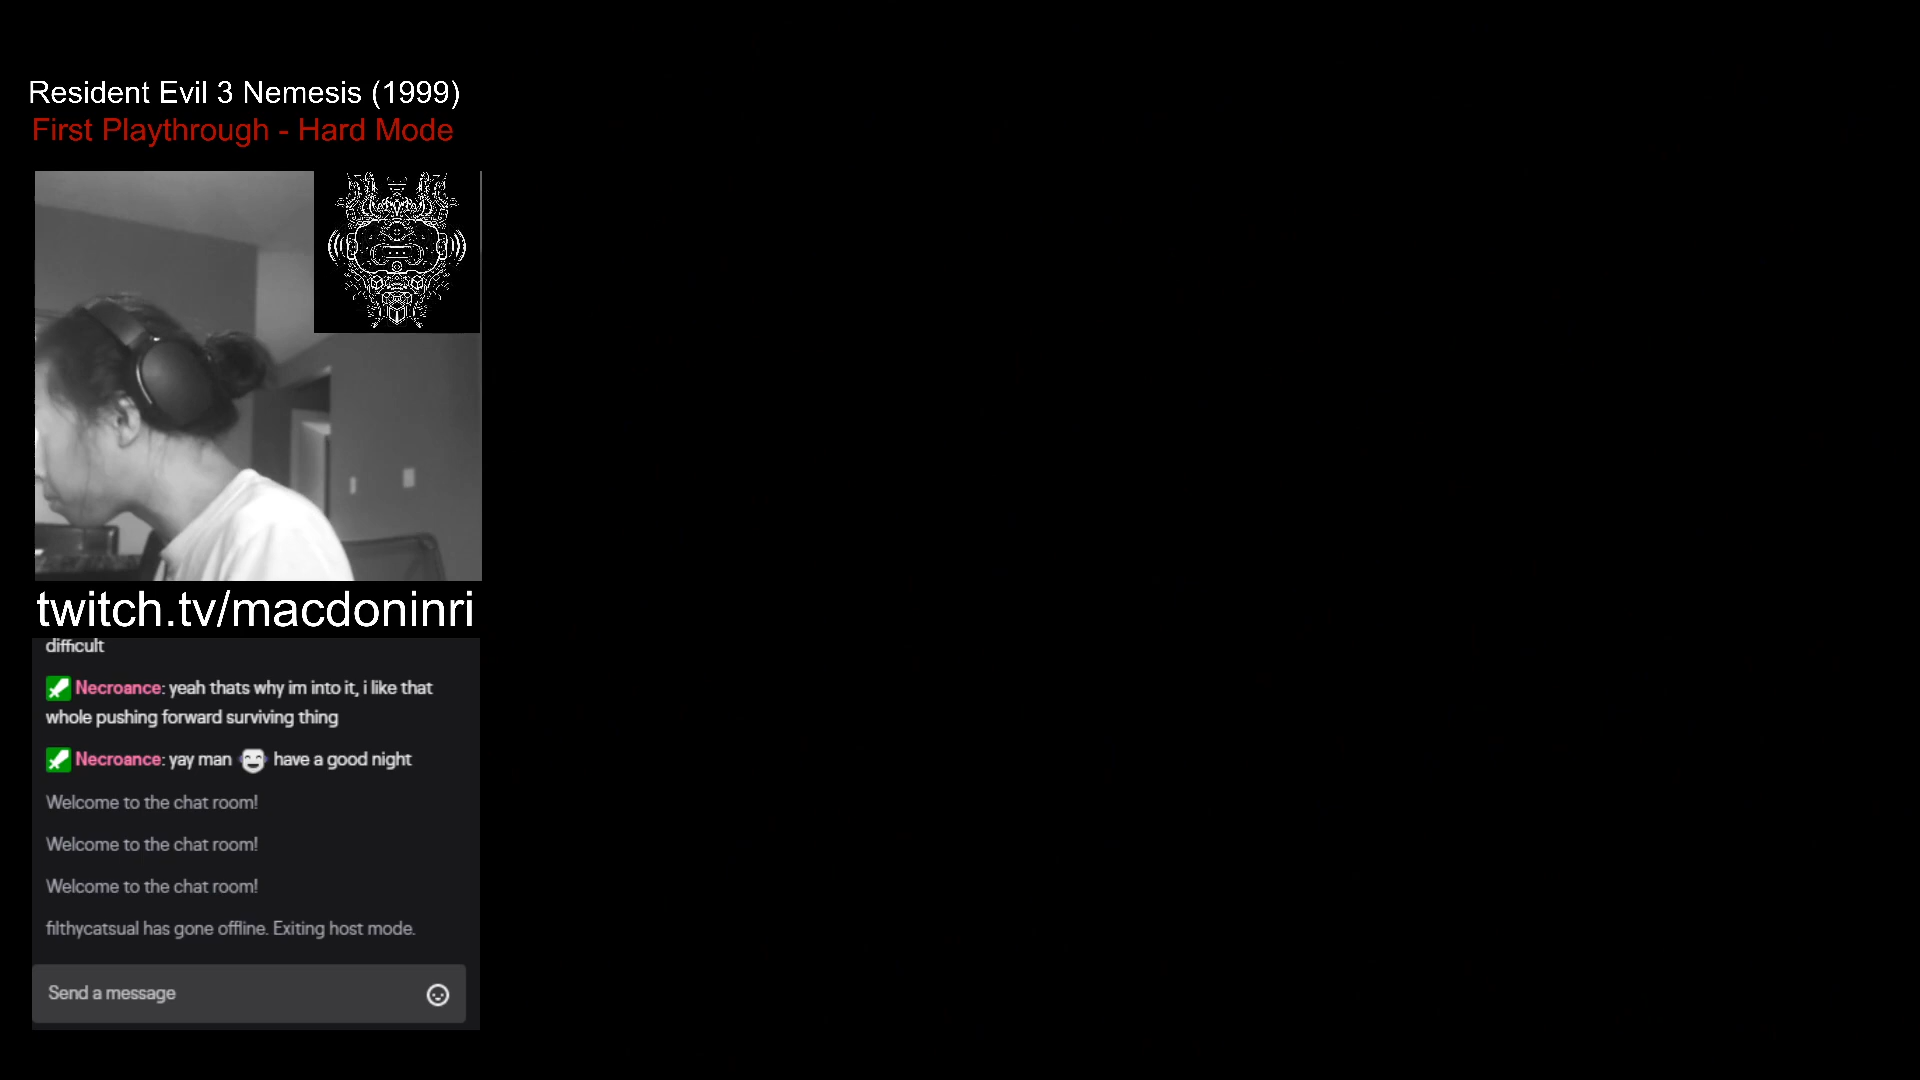 Resident Evil 3 Nemesis (1999)
First Playthrough - Hard Mode
twitch.tv/macdoninri
difficult
Necroance: yeah thats why im into it, i like that
whole pushing forward surviving thing
Necroance: yay man have a good night
Welcome to the chat room!
Welcome to the chat room!
Welcome to the chat room!
filthycatsual has gone offline. Exiting host mode.
Send a message